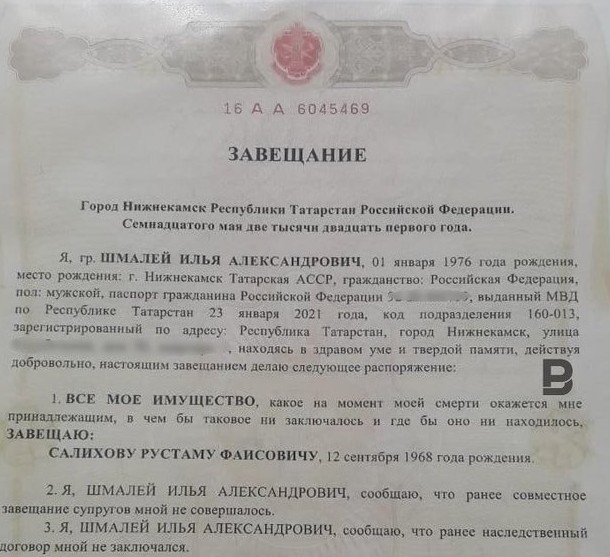 16 АА 6045469
ЗАВЕЩАНИЕ
Город Нижнекамск Республики Татарстан Российской Федерации.
Семнадцатого мая две тысячи двадцать первого года.
Я, гр. ШМАЛЕЙ ИЛЬЯ АЛЕКСАНДРОВИЧ, 01 января 1976 года рождения,
место рождения: г. Нижнекамск Татарская АССР, гражданство: Российская Федерация,
пол: мужской, паспорт гражданина Российской Федерации , выданный МВД
по Республике Татарстан 23 января 2021 года, код подразделения 160-013,
зарегистрированный по адресу: Республика Татарстан, город Нижнекамск, улица
, находясь в здравом уме и твердой памяти, действуя
добровольно, настоящим завещанием делаю следующее распоряжение:
В
1. ВСЕ МОЕ ИМУЩЕСТВО, какое на момент моей смерти окажется мне
принадлежащим, в чем бы таковое ни заключалось и где бы оно ни находилось,
ЗАВЕЩАЮ:
САЛИХОВУ РУСТАМУ ФАИСОВИЧУ, 12 сентября 1968 года рождения.
2. Я, ШМАЛЕЙ ИЛЬЯ АЛЕКСАНДРОВИЧ, сообщаю, что ранее совместное
завещание супругов мной не совершалось.
3. Я, ШМАЛЕЙ ИЛЬЯ АЛЕКСАНДРОВИЧ, сообщаю, что ранее наследственный
договор мной не заключался.